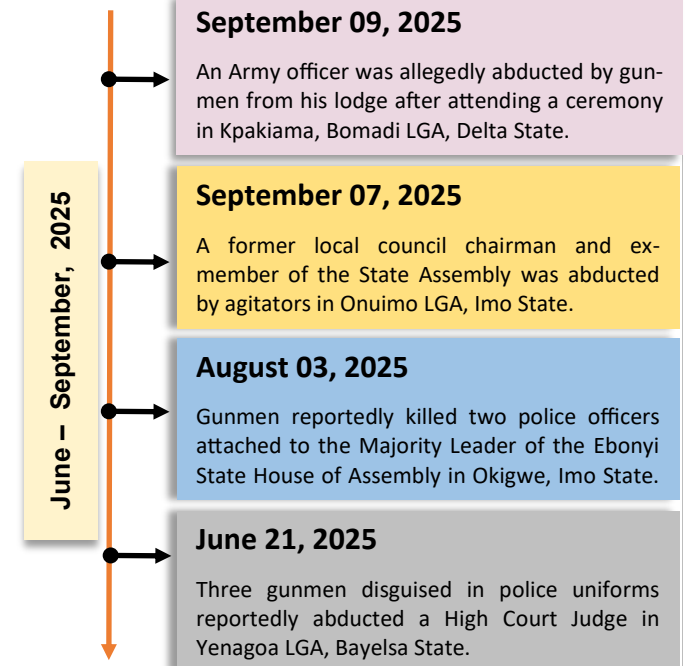 September 09, 2025
An Army officer was allegedly abducted by gun-
men from his lodge after attending a ceremony
in Kpakiama, Bomadi LGA, Delta State.
June – September, 2025
September 07, 2025
A former local council chairman and ex-
member of the State Assembly was abducted
by agitators in Onuimo LGA, Imo State.
August 03, 2025
Gunmen reportedly killed two police officers
attached to the Majority Leader of the Ebonyi
State House of Assembly in Okigwe, Imo State.
June 21, 2025
Three gunmen disguised in police uniforms
reportedly abducted a High Court Judge in
Yenagoa LGA, Bayelsa State.